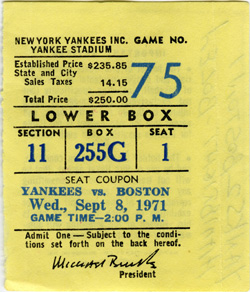 NEW YORK YANKEES INC. GAME NO.
YANKEE STADIUM
Established Price $235.85
State and City
Sales Taxes 14.15
75
Total Price $250.00
LOWER BOX
SECTION BOX SEAT
11 255G 1
SEAT COUPON
YANKEES vs. BOSTON
Wed., Sept 8, 1971
GAME TIME—2:00 P. M.
Admit One — Subject to the condi-
tions set forth on the back hereof.
Michael Burke
President